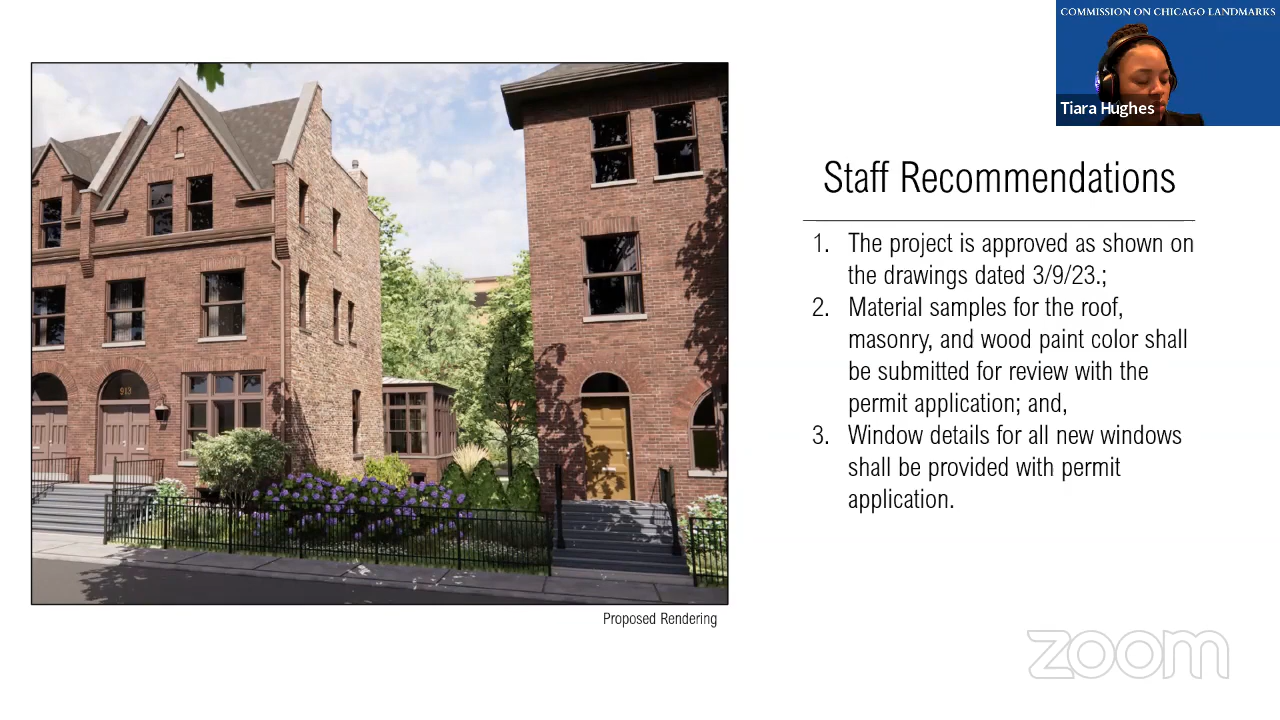 COMMISSION ON CHICAGO LANDMARKS
Tiara Hughes
Staff Recommendations
1. The project is approved as shown on
the drawings dated 3/9/23.;
2. Material samples for the roof,
masonry, and wood paint color shall
be submitted for review with the
permit application; and,
3. Window details for all new windows
shall be provided with permit
application.
913
Proposed Rendering
zoom